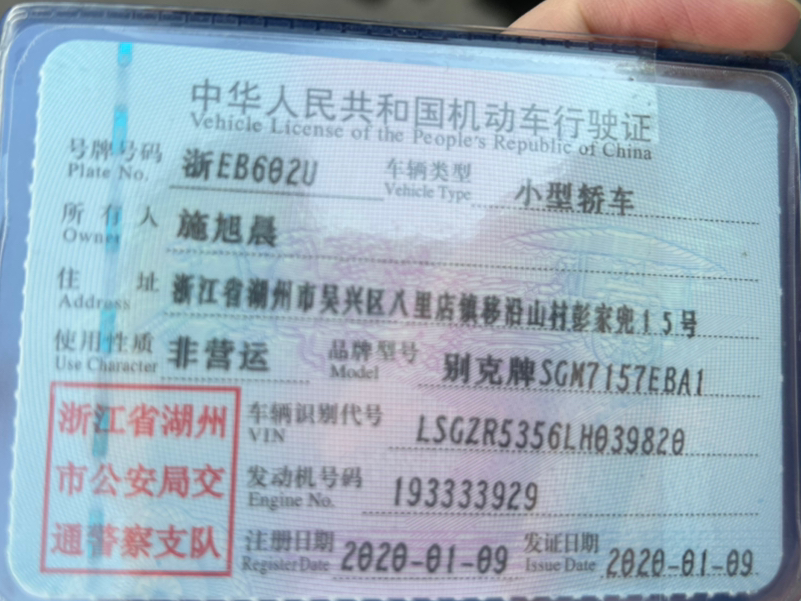 中华人民共和国机动车行驶证
Vehicle License of the People's Republic of China
号牌号码 浙EB602U 车辆类型 小型轿车
Plate No. Vehicle Type
所有人 施旭晨
Owner
住址 浙江省湖州市吴兴区八里店镇移沿山村彭家兜15号
Address
使用性质 非营运 品牌型号 别克牌SGM7157EBA1
Use Character Model
浙江省湖州 车辆识别代号 LSGZR5356LH039820
VIN
市公安局交 发动机号码 193333929
Engine No.
通警察支队 注册日期 2020-01-09 发证日期 2020-01-09
Register Date Issue Date